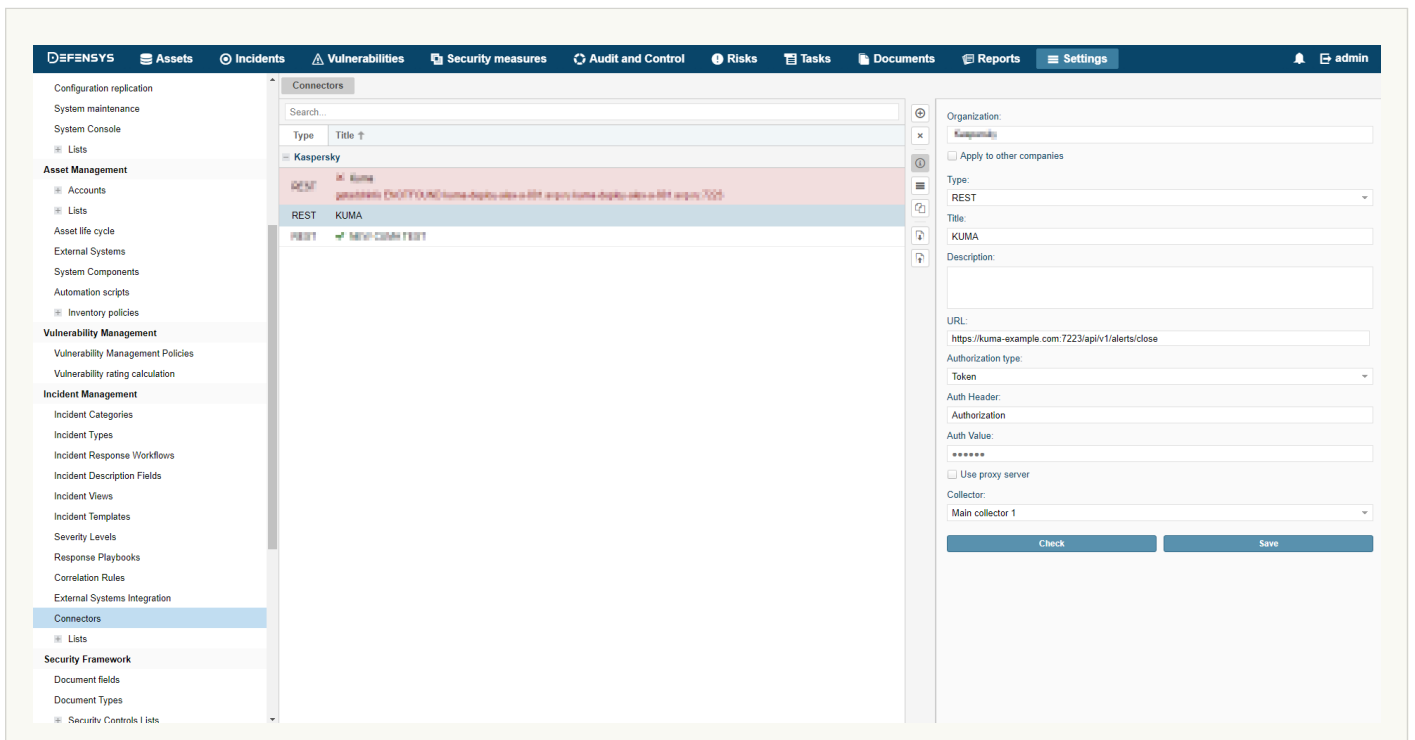 DEFENSYS Assets Incidents Vulnerabilities Security measures Audit and Control Risks Tasks Documents Reports Settings admin
Configuration replication
System maintenance
System Console
Lists
Asset Management
Accounts
Lists
Asset life cycle
External Systems
System Components
Automation scripts
Inventory policies
Vulnerability Management
Vulnerability Management Policies
Vulnerability rating calculation
Incident Management
Incident Categories
Incident Types
Incident Response Workflows
Incident Description Fields
Incident Views
Incident Templates
Severity Levels
Response Playbooks
Correlation Rules
External Systems Integration
Connectors
Lists
Security Framework
Document fields
Document Types
Security Controls Lists
Connectors
Search...
Type Title ↑
Kaspersky
REST KUMA
Organization:
Apply to other companies
Type:
REST
Title:
KUMA
Description:
URL:
https://kuma-example.com:7223/api/v1/alerts/close
Authorization type:
Token
Auth Header:
Authorization
Auth Value:
••••••
Use proxy server
Collector:
Main collector 1
Check Save